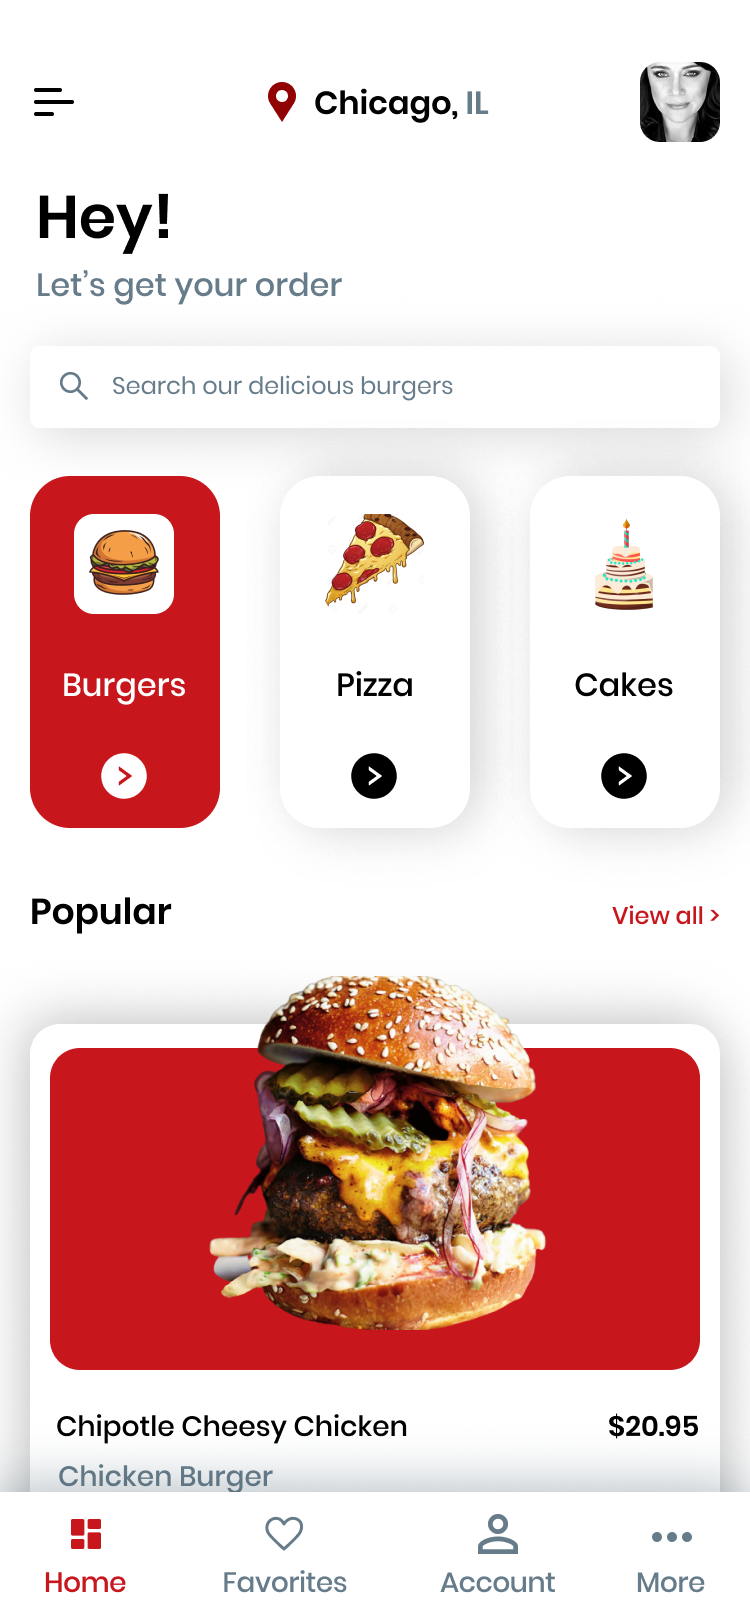 Chicago, IL
Hey!
Let's get your order
Search our delicious burgers
Burgers
Pizza
Cakes
Popular
View all >
Chipotle Cheesy Chicken
$20.95
Chicken Burger
Home
Favorites
Account
More